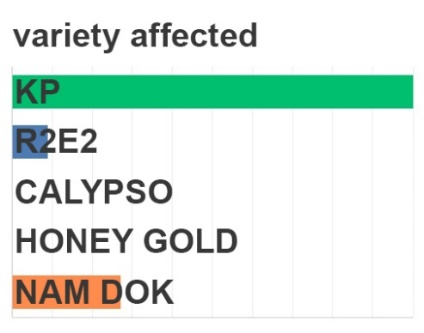 variety affected
KP
R2E2
CALYPSO
HONEY GOLD
NAM DOK